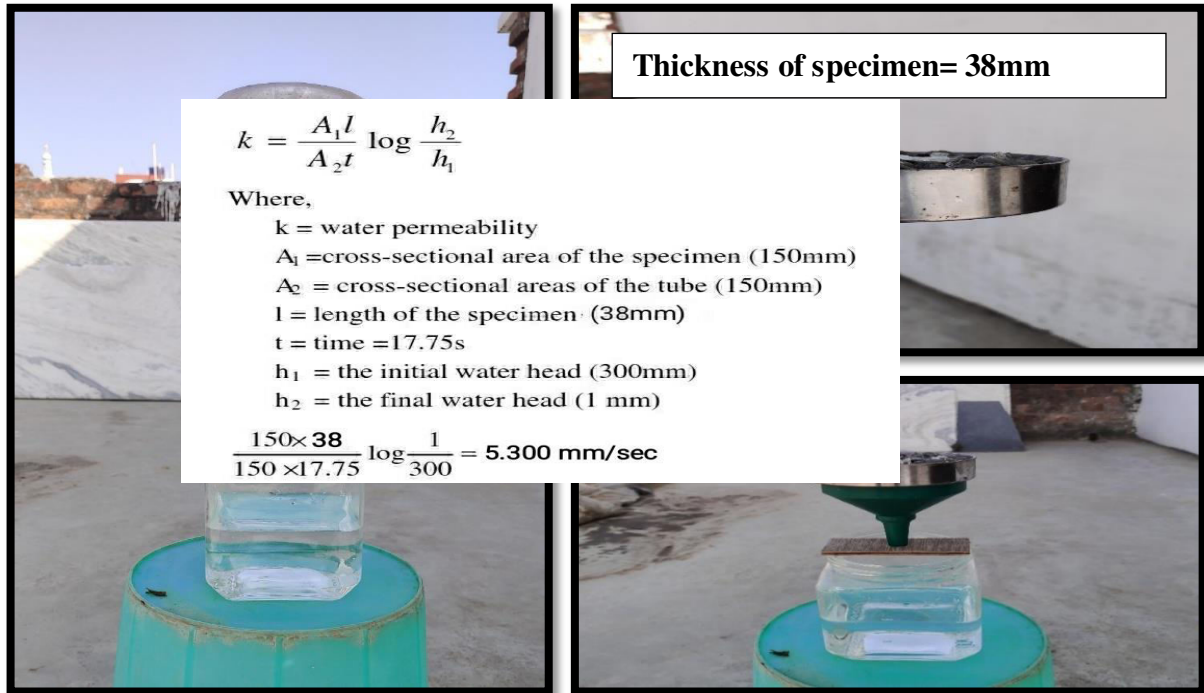 Thickness of specimen= 38mm
k = A₁l / A₂t log h₂ / h₁
Where,
k = water permeability
A₁ =cross-sectional area of the specimen (150mm)
A₂ = cross-sectional areas of the tube (150mm)
l = length of the specimen (38mm)
t = time =17.75s
h₁ = the initial water head (300mm)
h₂ = the final water head (1 mm)
150× 38 / 150 ×17.75 log 1 / 300 = 5.300 mm/sec